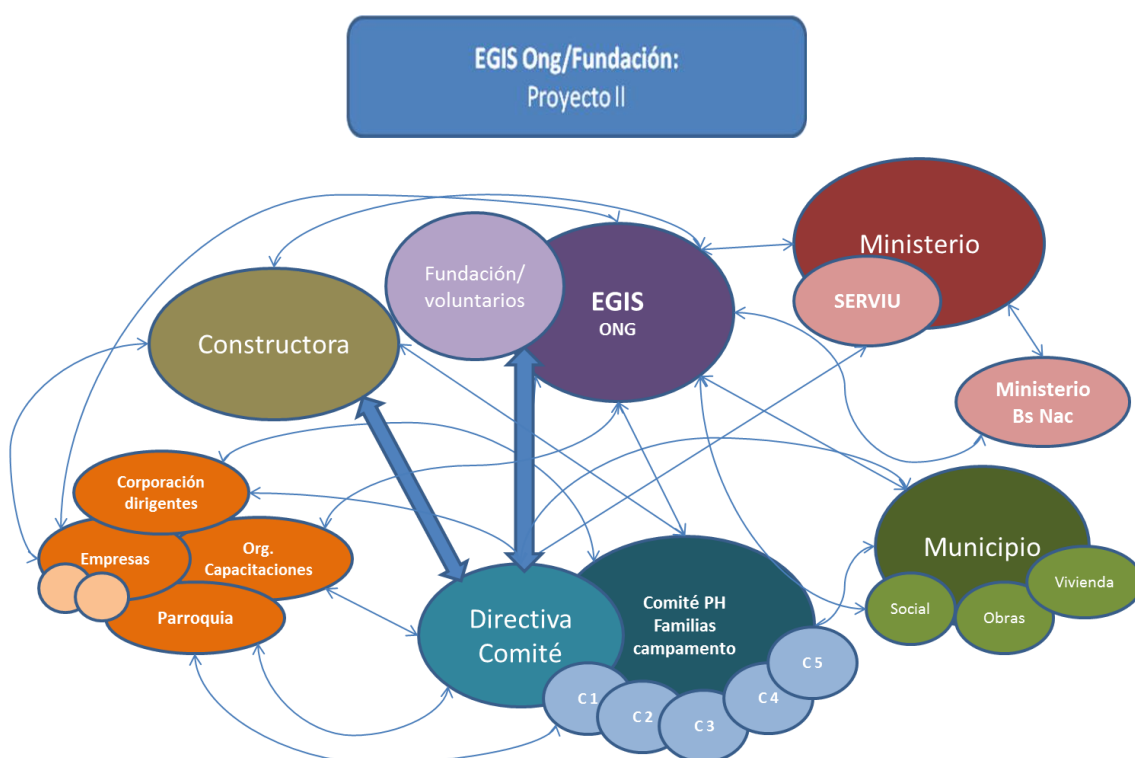 EGIS Ong/Fundación:
Proyecto II
Ministerio
SERVIU
Fundación/
voluntarios
EGIS
ONG
Constructora
Ministerio
Bs Nac
Corporación
dirigentes
Empresas
Org.
Capacitaciones
Parroquia
Directiva
Comité
Comité PH
Familias
campamento
C 1
C 2
C 3
C 4
C 5
Municipio
Social
Obras
Vivienda